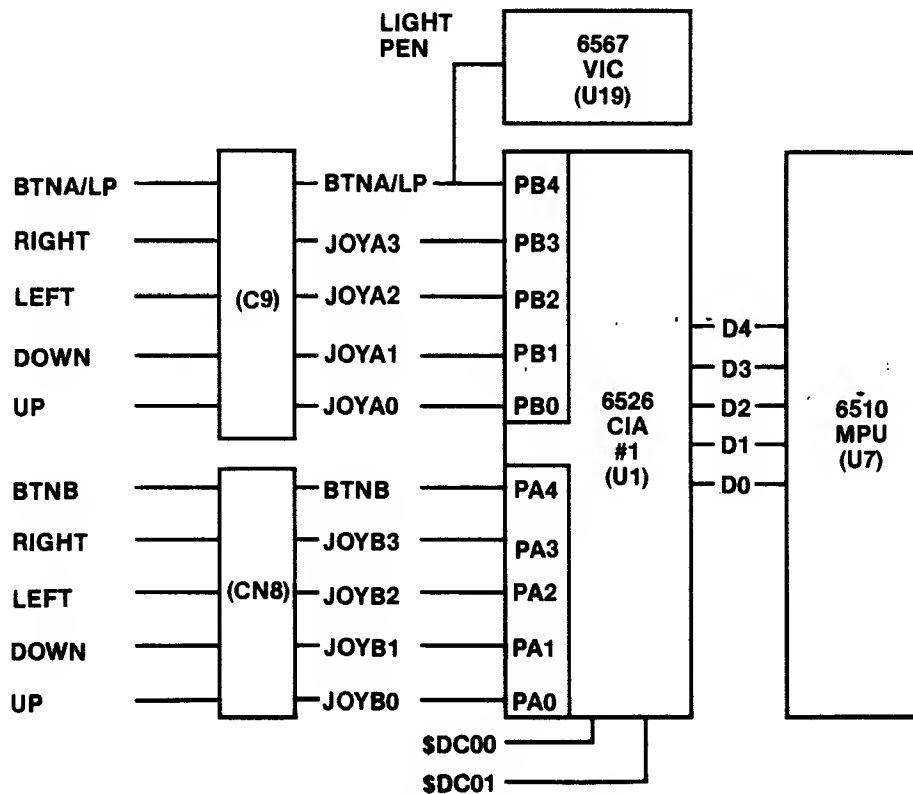 LIGHT
PEN
6567
VIC
(U19)
BTNA/LP
RIGHT
LEFT
DOWN
UP
(C9)
BTNA/LP
JOYA3
JOYA2
JOYA1
JOYA0
PB4
PB3
PB2
PB1
PB0
BTNB
RIGHT
LEFT
DOWN
UP
(CN8)
BTNB
JOYB3
JOYB2
JOYB1
JOYB0
PA4
PA3
PA2
PA1
PA0
6526
CIA
#1
(U1)
D4
D3
D2
D1
D0
6510
MPU
(U7)
$DC00
$DC01